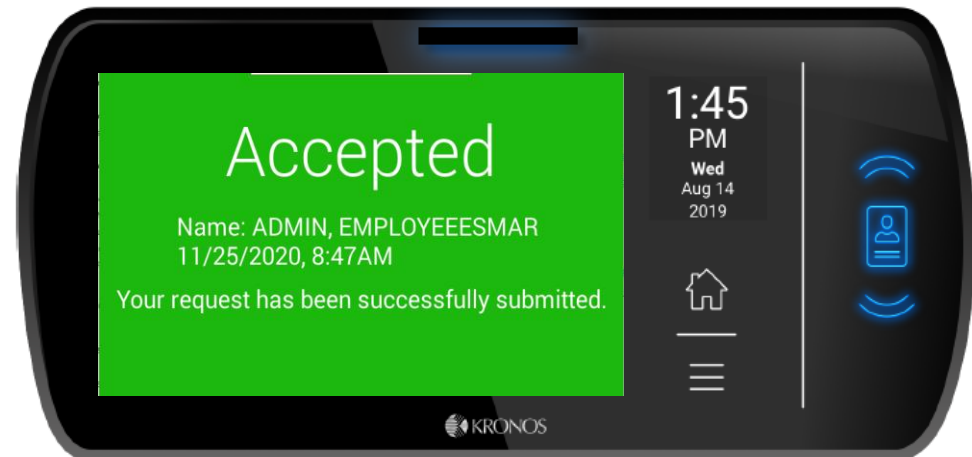 Accepted
Name: ADMIN, EMPLOYEEESMAR
11/25/2020, 8:47AM
Your request has been successfully submitted.
1:45
PM
Wed
Aug 14
2019
KRONOS